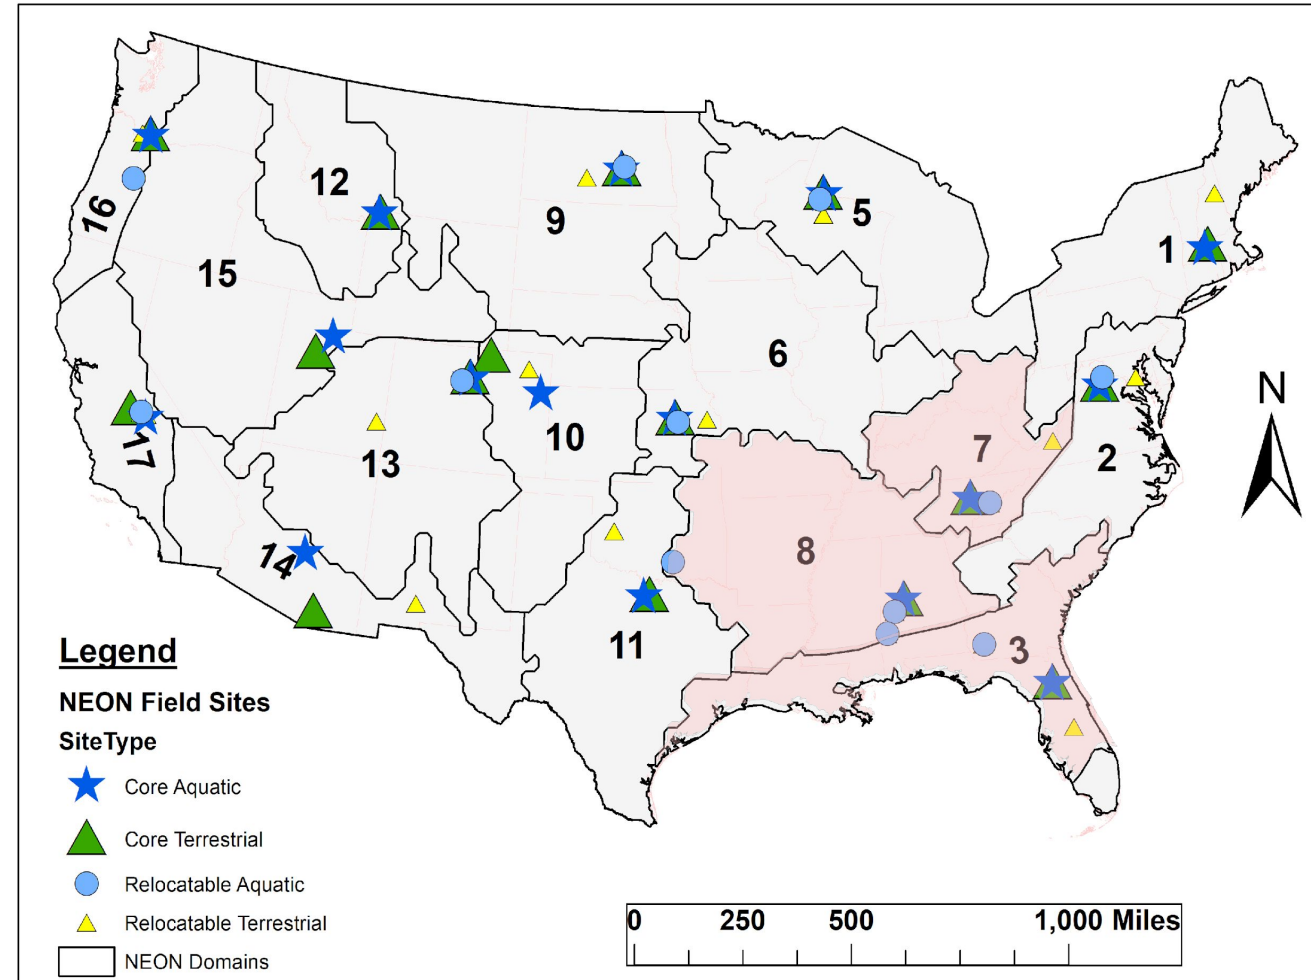 12
16
9
5
1
15
6
N
10
17
13
7
2
14
8
11
3
Legend
NEON Field Sites
SiteType
Core Aquatic
Core Terrestrial
Relocatable Aquatic
Relocatable Terrestrial
NEON Domains
0 250 500 1,000 Miles